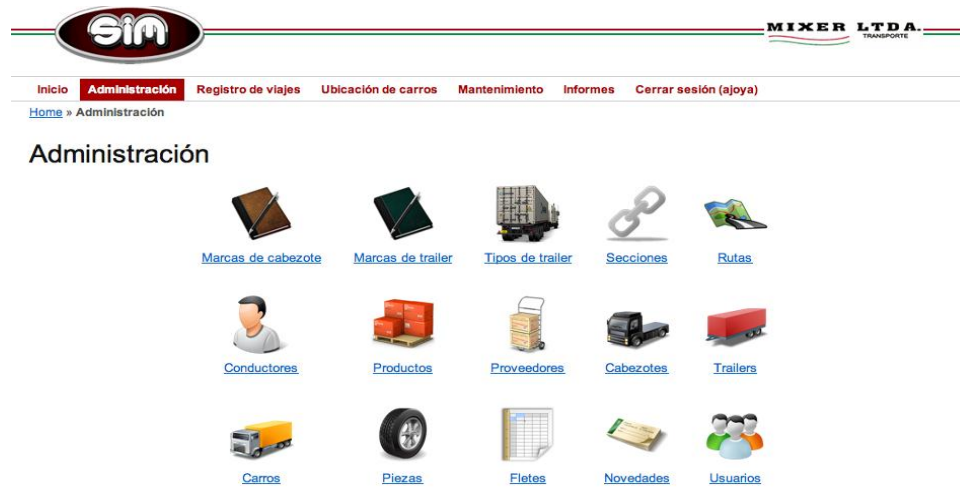 SIM
MIXER LTDA.
TRANSPORTE
Inicio Administración Registro de viajes Ubicación de carros Mantenimiento Informes Cerrar sesión (ajoya)
Home » Administración
Administración
Marcas de cabezote Marcas de trailer Tipos de trailer Secciones Rutas
Conductores Productos Proveedores Cabezotes Trailers
Carros Piezas Fletes Novedades Usuarios